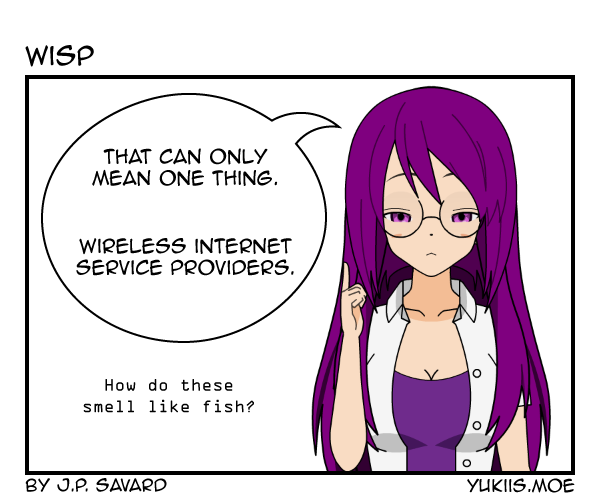 WISP
THAT CAN ONLY
MEAN ONE THING.
WIRELESS INTERNET
SERVICE PROVIDERS.
How do these
smell like fish?
BY J.P. SAVARD
YUKIIS.MOE